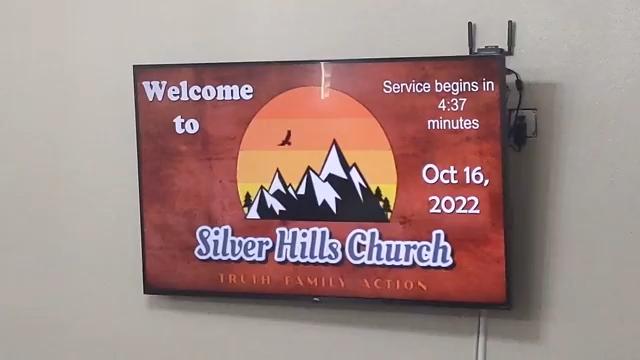 Welcome
to
Service begins in
4:37
minutes
Oct 16,
2022
Silver Hills Church
TRUTH FAMILY ACTION